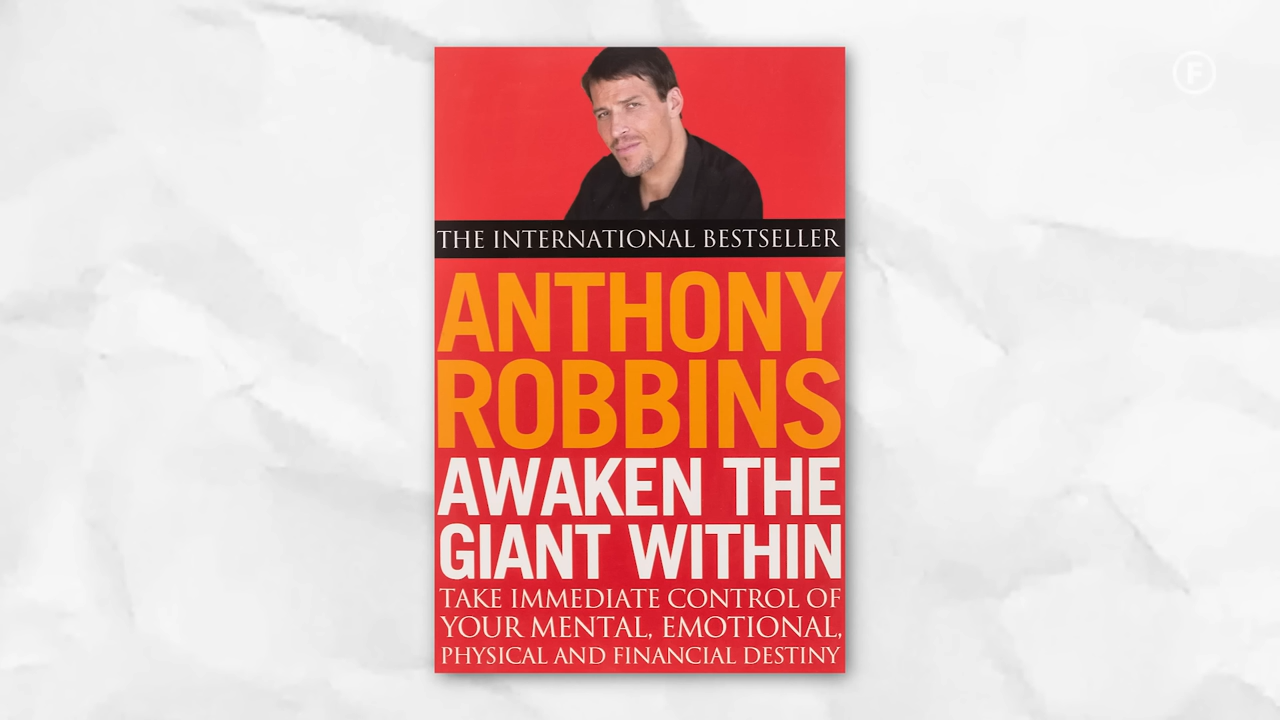 F
THE INTERNATIONAL BESTSELLER
ANTHONY
ROBBINS
AWAKEN THE
GIANT WITHIN
TAKE IMMEDIATE CONTROL OF
YOUR MENTAL, EMOTIONAL,
PHYSICAL AND FINANCIAL DESTINY